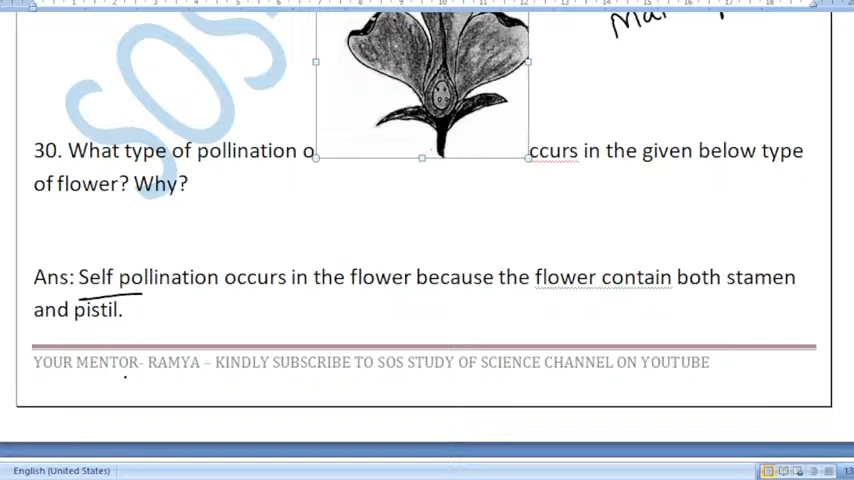 SOS
Ma
30. What type of pollination o ccurs in the given below type
of flower? Why?
Ans: Self pollination occurs in the flower because the flower contain both stamen
and pistil.
YOUR MENTOR- RAMYA – KINDLY SUBSCRIBE TO SOS STUDY OF SCIENCE CHANNEL ON YOUTUBE
English (United States)